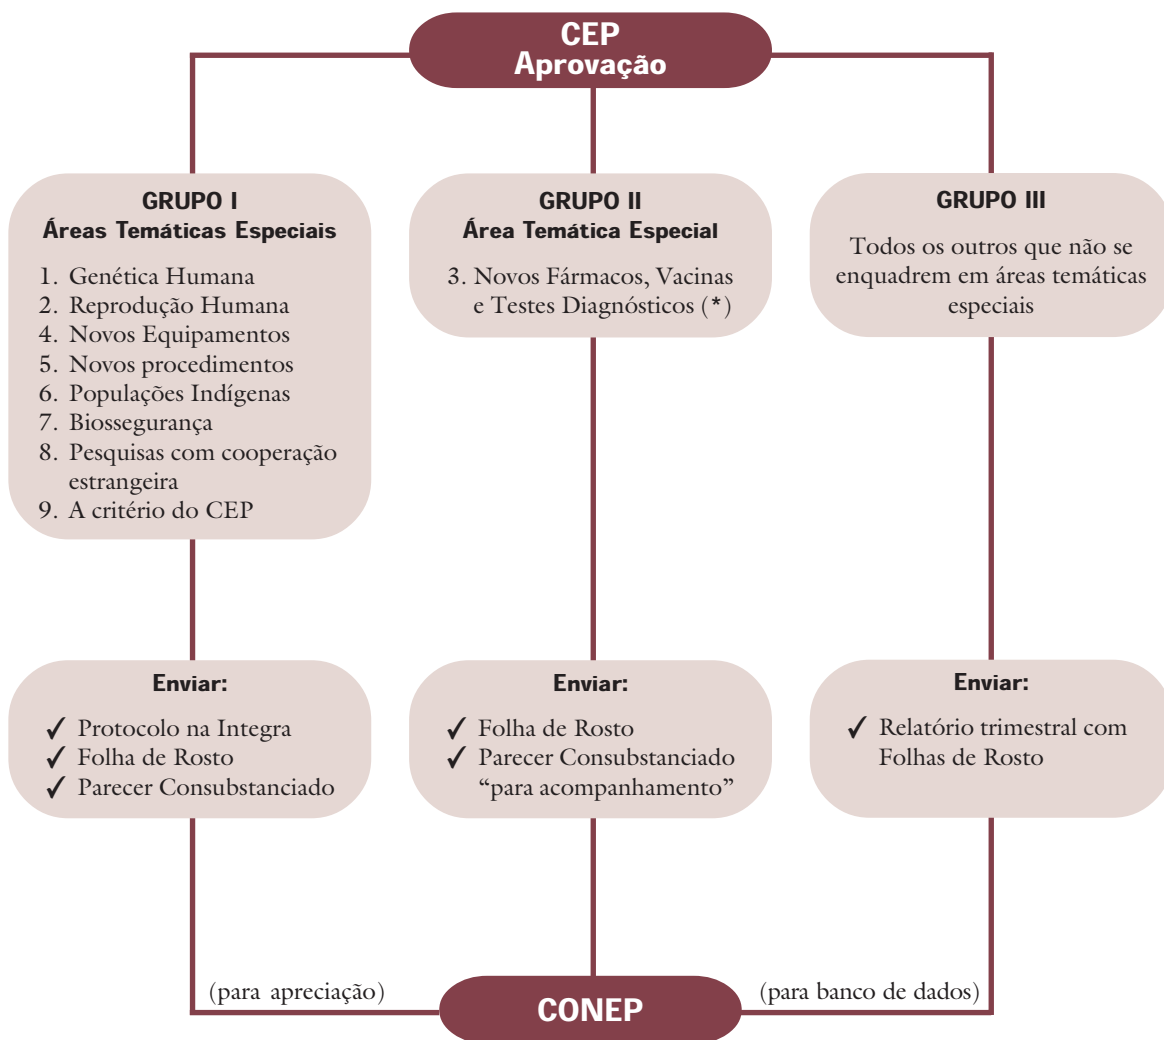 CEP
Aprovação
GRUPO I
Áreas Temáticas Especiais
1. Genética Humana
2. Reprodução Humana
4. Novos Equipamentos
5. Novos procedimentos
6. Populações Indígenas
7. Biossegurança
8. Pesquisas com cooperação
estrangeira
9. A critério do CEP
GRUPO II
Área Temática Especial
3. Novos Fármacos, Vacinas
e Testes Diagnósticos (*)
GRUPO III
Todos os outros que não se
enquadrem em áreas temáticas
especiais
Enviar:
✓ Protocolo na Integra
✓ Folha de Rosto
✓ Parecer Consubstanciado
Enviar:
✓ Folha de Rosto
✓ Parecer Consubstanciado
“para acompanhamento”
Enviar:
✓ Relatório trimestral com
Folhas de Rosto
(para apreciação)
CONEP
(para banco de dados)